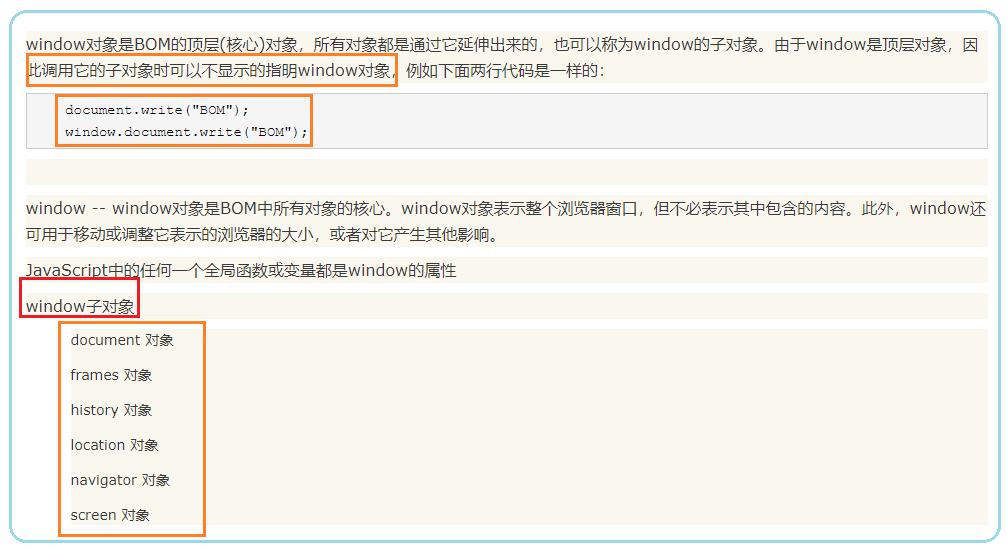 window对象是BOM的顶层(核心)对象，所有对象都是通过它延伸出来的，也可以称为window的子对象。由于window是顶层对象，因
此调用它的子对象时可以不显示的指明window对象，例如下面两行代码是一样的：
document.write("BOM");
window.document.write("BOM");
window -- window对象是BOM中所有对象的核心。window对象表示整个浏览器窗口，但不必表示其中包含的内容。此外，window还
可用于移动或调整它表示的浏览器的大小，或者对它产生其他影响。
JavaScript中的任何一个全局函数或变量都是window的属性
window子对象
document 对象
frames 对象
history 对象
location 对象
navigator 对象
screen 对象